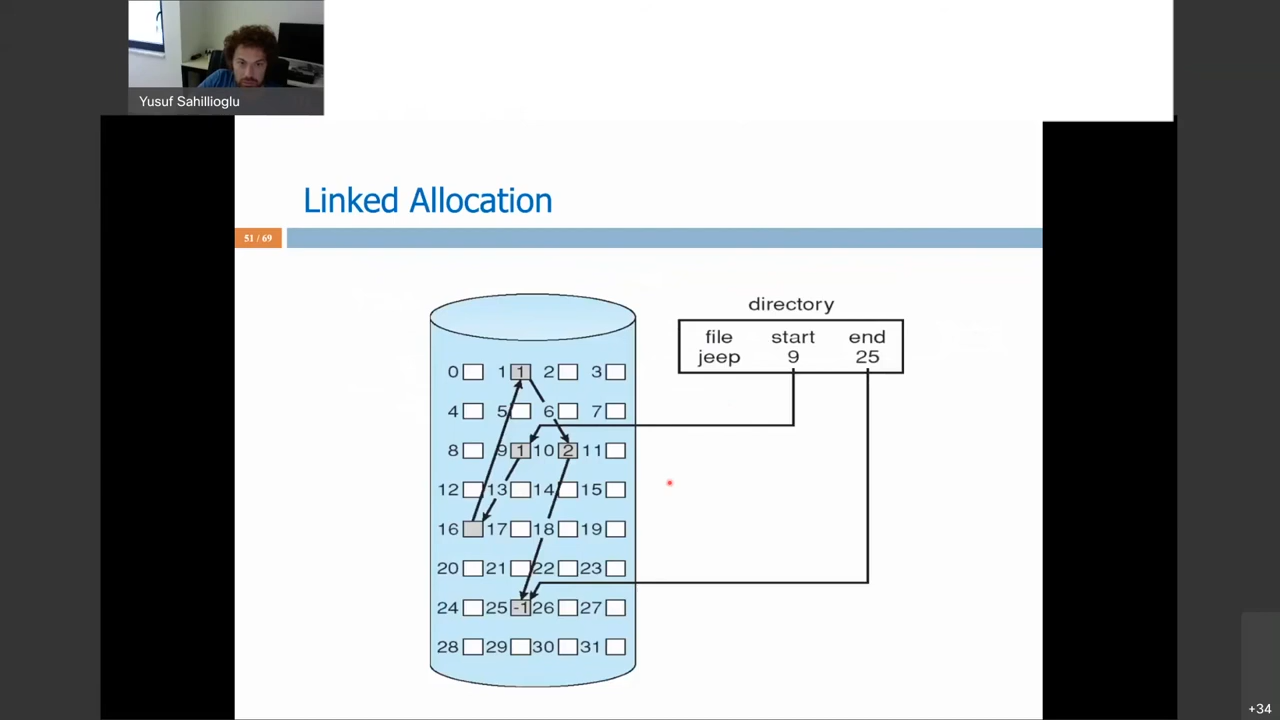 Yusuf Sahillioglu
Linked Allocation
51 / 69
directory
file start end
jeep 9 25
0 1 1 2 3
4 5 6 7
8 9 1 10 2 11
12 13 14 15
16 17 18 19
20 21 22 23
24 25 -1 26 27
28 29 30 31
+34